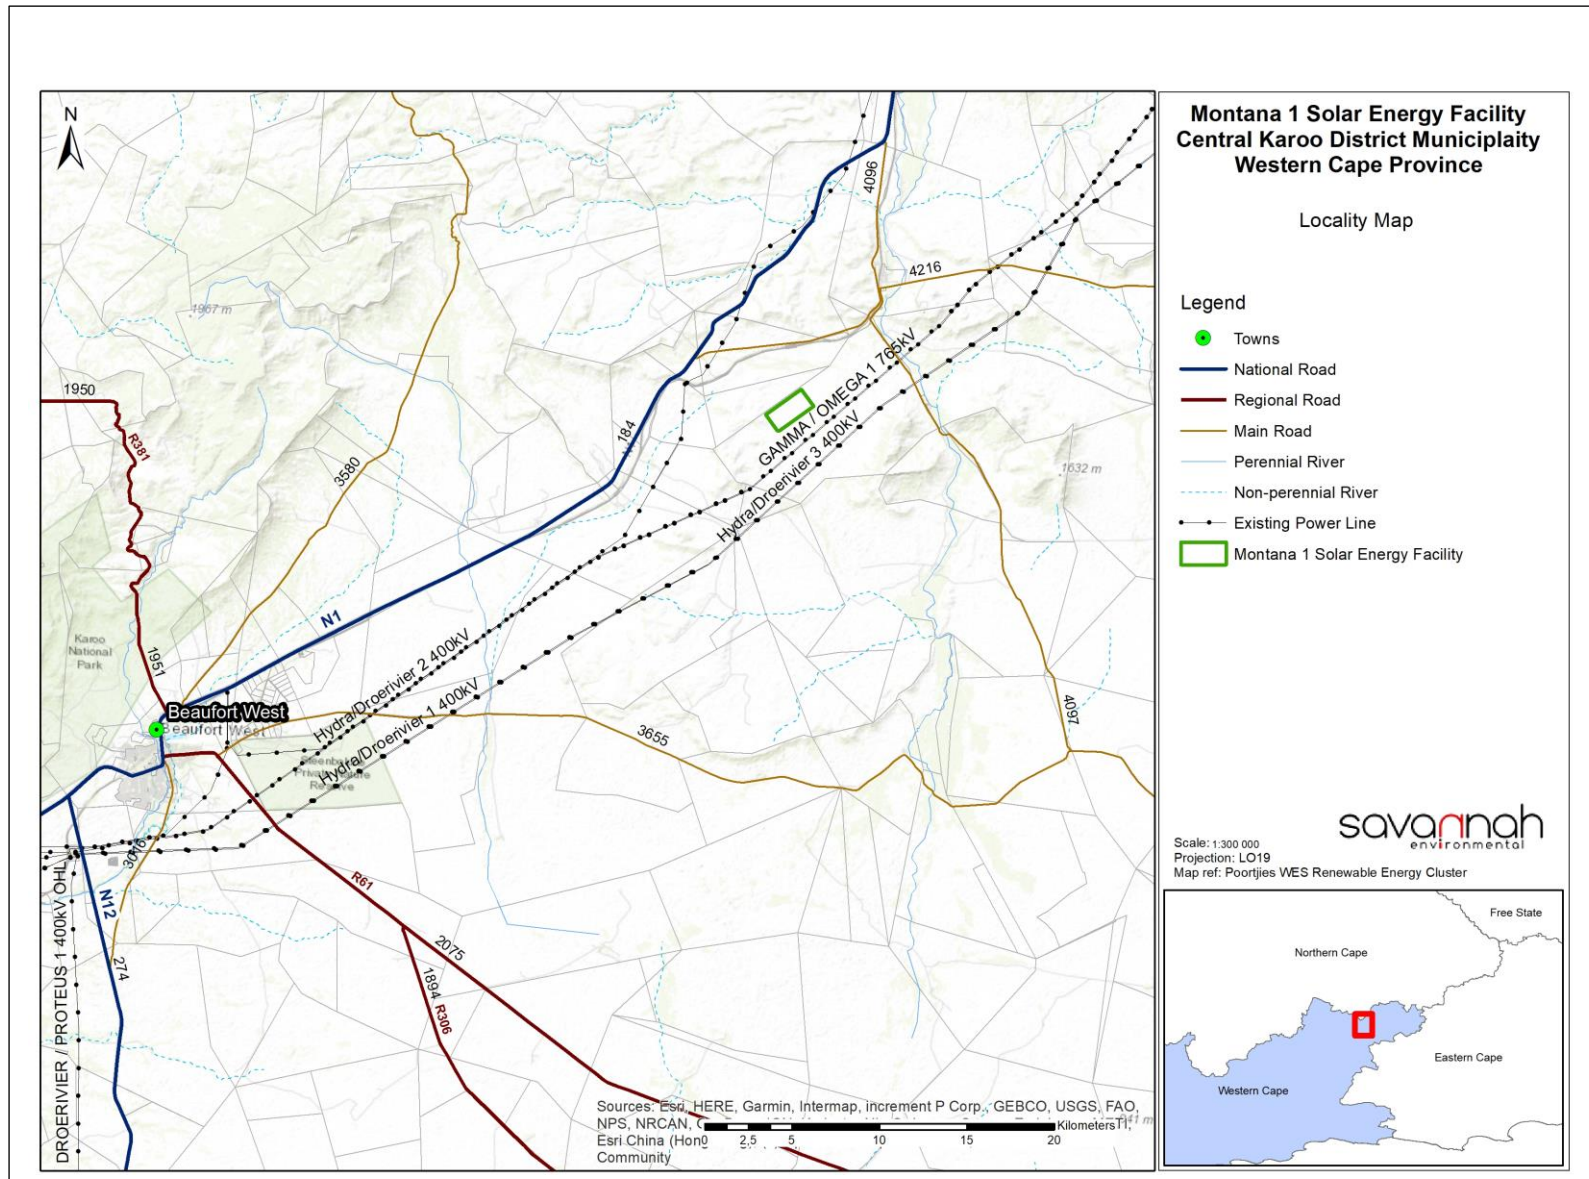 Montana 1 Solar Energy Facility
Central Karoo District Municiplaity
Western Cape Province
Locality Map
Legend
Towns
National Road
Regional Road
Main Road
Perennial River
Non-perennial River
Existing Power Line
Montana 1 Solar Energy Facility
savannah
environmental
Scale: 1:300 000
Projection: LO19
Map ref: Poortjies WES Renewable Energy Cluster
Free State
Northern Cape
Eastern Cape
Western Cape
N
4096
4216
1967 m
GAMMA / OMEGA 1 765kV
1950
R381
184
3580
1632 m
Hydra/Droerivier 3 400kV
N1
Karoo
National
Park
1951
Hydra/Droerivier 2 400kV
Beaufort West
Beaufort West
4097
3655
Hydra/Droerivier 1 400kV
Private Nature
Reserve
3016
R61
N12
DROERIVIER / PROTEUS 1 400kV OHL
274
2075
1894
R306
Sources: Esri, HERE, Garmin, Intermap, increment P Corp., GEBCO, USGS, FAO,
NPS, NRCAN,
Esri China (Hong
Community
Kilometers
0 2,5 5 10 15 20